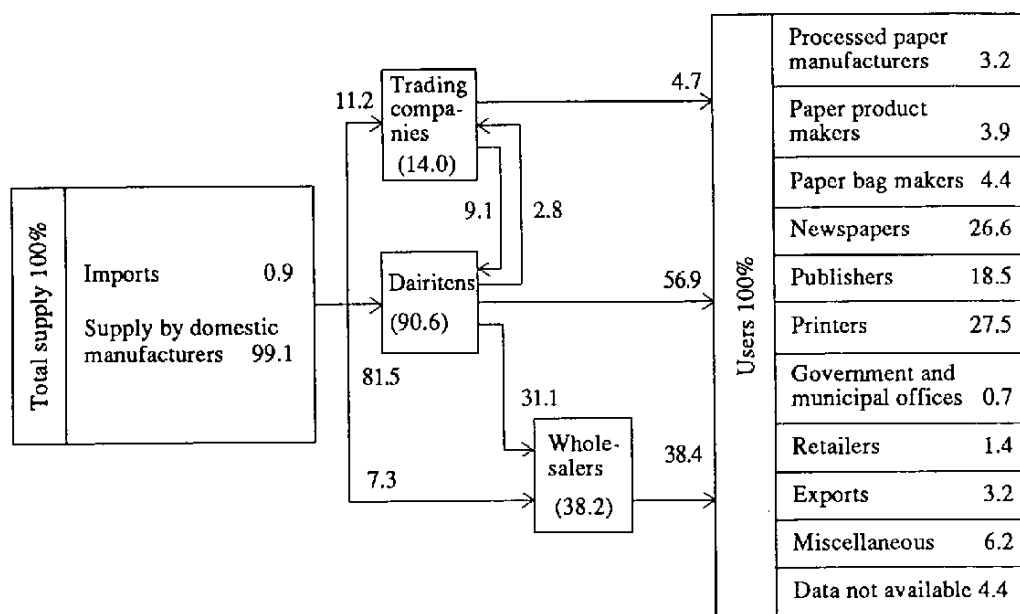 Total supply 100%
Imports 0.9
Supply by domestic
manufacturers 99.1
11.2
81.5
7.3
Trading
compa-
nies
(14.0)
9.1
2.8
Dairitens
(90.6)
31.1
Whole-
salers
(38.2)
4.7
56.9
38.4
Users 100%
Processed paper
manufacturers 3.2
Paper product
makers 3.9
Paper bag makers 4.4
Newspapers 26.6
Publishers 18.5
Printers 27.5
Government and
municipal offices 0.7
Retailers 1.4
Exports 3.2
Miscellaneous 6.2
Data not available 4.4